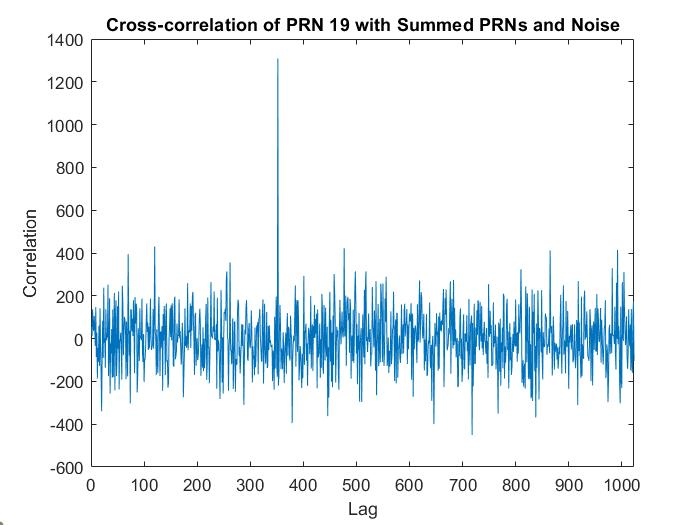 Cross-correlation of PRN 19 with Summed PRNs and Noise
1400
1200
1000
800
600
400
200
0
-200
-400
-600
Correlation
0 100 200 300 400 500 600 700 800 900 1000
Lag